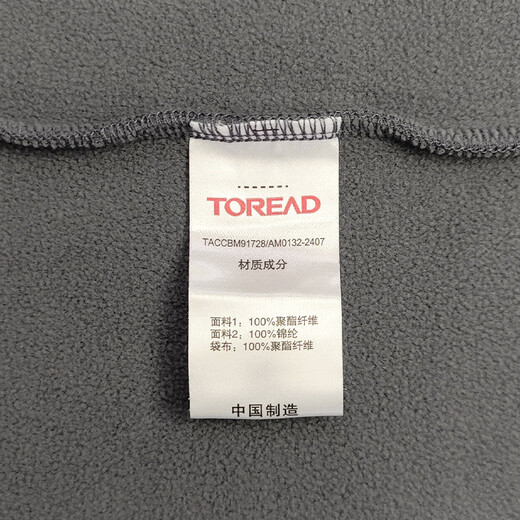 TOREAD
TACCBM91728/AM0132-2407
材质成分
面料1：100%聚酯纤维
面料2：100%锦纶
袋布：100%聚酯纤维
中国制造